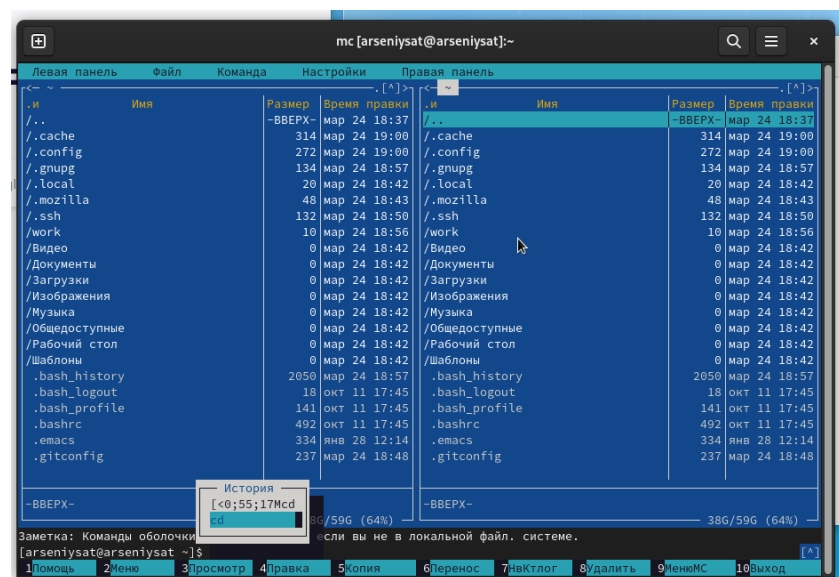 mc [arseniysat@arseniysat]:~
Левая панель Файл Команда Настройки Правая панель
<— ~ .[^]> <— ~ .[^]>
.и Имя Размер Время правки .и Имя Размер Время правки
/.. -ВВЕРХ- мар 24 18:37 /.. -ВВЕРХ- мар 24 18:37
/.cache 314 мар 24 19:00 /.cache 314 мар 24 19:00
/.config 272 мар 24 19:00 /.config 272 мар 24 19:00
/.gnupg 134 мар 24 18:57 /.gnupg 134 мар 24 18:57
/.local 20 мар 24 18:42 /.local 20 мар 24 18:42
/.mozilla 48 мар 24 18:43 /.mozilla 48 мар 24 18:43
/.ssh 132 мар 24 18:50 /.ssh 132 мар 24 18:50
/work 10 мар 24 18:56 /work 10 мар 24 18:56
/Видео 0 мар 24 18:42 /Видео 0 мар 24 18:42
/Документы 0 мар 24 18:42 /Документы 0 мар 24 18:42
/Загрузки 0 мар 24 18:42 /Загрузки 0 мар 24 18:42
/Изображения 0 мар 24 18:42 /Изображения 0 мар 24 18:42
/Музыка 0 мар 24 18:42 /Музыка 0 мар 24 18:42
/Общедоступные 0 мар 24 18:42 /Общедоступные 0 мар 24 18:42
/Рабочий стол 0 мар 24 18:42 /Рабочий стол 0 мар 24 18:42
/Шаблоны 0 мар 24 18:42 /Шаблоны 0 мар 24 18:42
.bash_history 2050 мар 24 18:57 .bash_history 2050 мар 24 18:57
.bash_logout 18 окт 11 17:45 .bash_logout 18 окт 11 17:45
.bash_profile 141 окт 11 17:45 .bash_profile 141 окт 11 17:45
.bashrc 492 окт 11 17:45 .bashrc 492 окт 11 17:45
.emacs 334 янв 28 12:14 .emacs 334 янв 28 12:14
.gitconfig 237 мар 24 18:48 .gitconfig 237 мар 24 18:48
История
-ВВЕРХ- [<0;55;17Mcd -ВВЕРХ-
cd 8G/59G (64%) 38G/59G (64%)
Заметка: Команды оболочки если вы не в локальной файл. системе.
[arseniysat@arseniysat ~]$ [^]
1Помощь 2Меню 3Просмотр 4Правка 5Копия 6Перенос 7НвКтлог 8Удалить 9МенюMC 10Выход